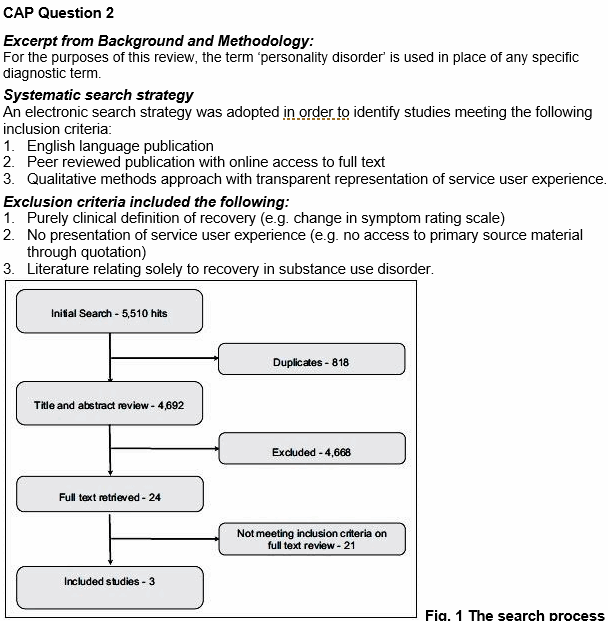 CAP Question 2
Excerpt from Background and Methodology:
For the purposes of this review, the term ‘personality disorder’ is used in place of any specific
diagnostic term.
Systematic search strategy
An electronic search strategy was adopted in order to identify studies meeting the following
inclusion criteria:
1. English language publication
2. Peer reviewed publication with online access to full text
3. Qualitative methods approach with transparent representation of service user experience.
Exclusion criteria included the following:
1. Purely clinical definition of recovery (e.g. change in symptom rating scale)
2. No presentation of service user experience (e.g. no access to primary source material
through quotation)
3. Literature relating solely to recovery in substance use disorder.
Initial Search - 5,510 hits
Duplicates - 818
Title and abstract review - 4,692
Excluded - 4,668
Full text retrieved - 24
Not meeting inclusion criteria on
full text review - 21
Included studies - 3
Fig. 1 The search process